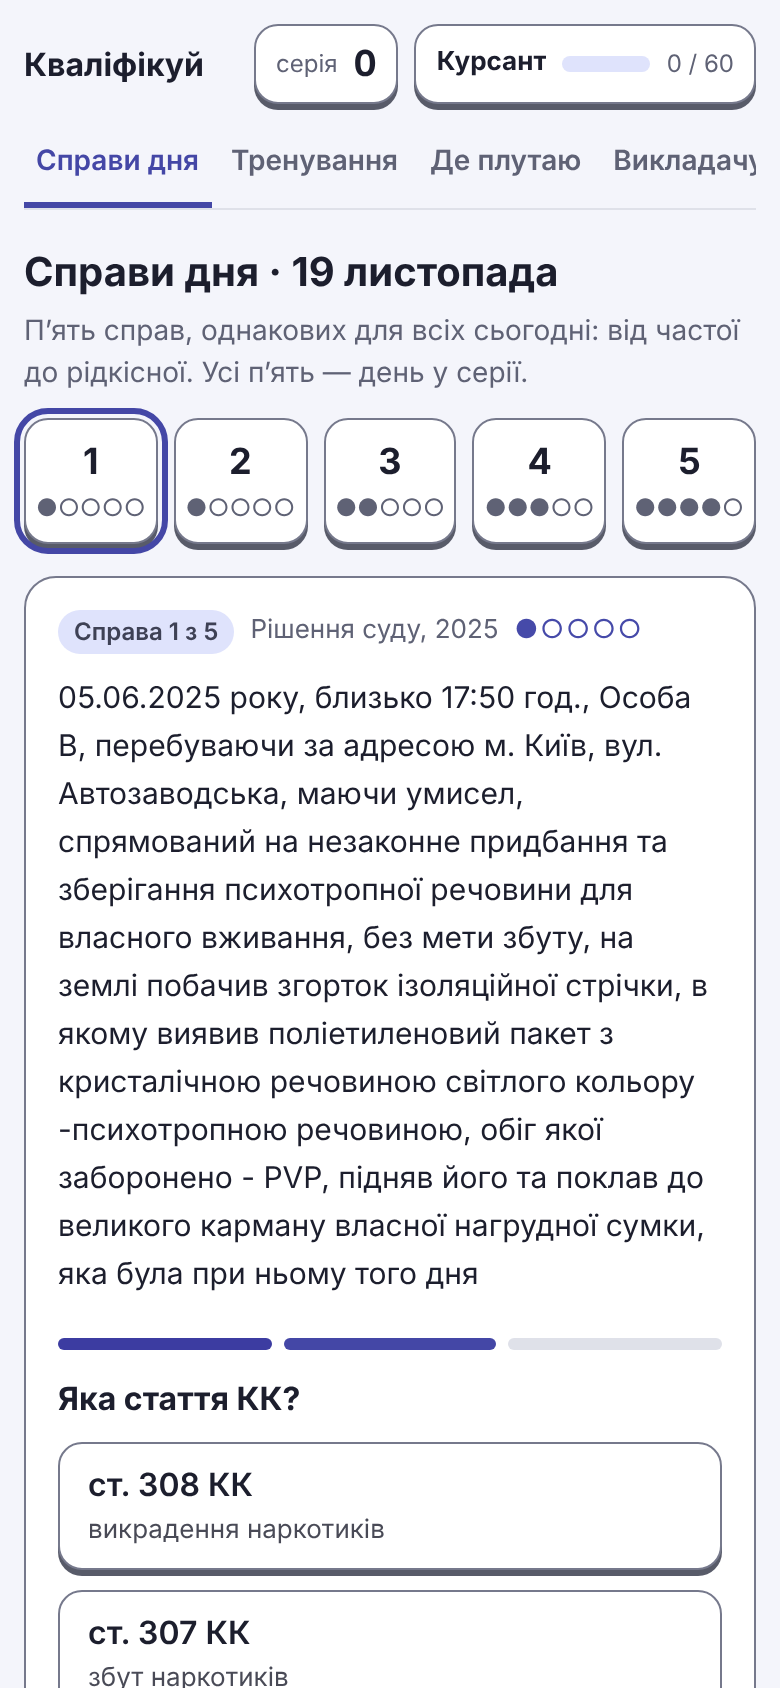 Кваліфікуй
серія 0
Курсант 0 / 60
Справи дня Тренування Де плутаю Викладачу
Справи дня · 19 листопада
П’ять справ, однакових для всіх сьогодні: від частої
до рідкісної. Усі п’ять — день у серії.
1 2 3 4 5
Справа 1 з 5 Рішення суду, 2025
05.06.2025 року, близько 17:50 год., Особа
В, перебуваючи за адресою м. Київ, вул.
Автозаводська, маючи умисел,
спрямований на незаконне придбання та
зберігання психотропної речовини для
власного вживання, без мети збуту, на
землі побачив згорток ізоляційної стрічки, в
якому виявив поліетиленовий пакет з
кристалічною речовиною світлого кольору
-психотропною речовиною, обіг якої
заборонено - PVP, підняв його та поклав до
великого карману власної нагрудної сумки,
яка була при ньому того дня
Яка стаття КК?
ст. 308 КК
викрадення наркотиків
ст. 307 КК
збут наркотиків